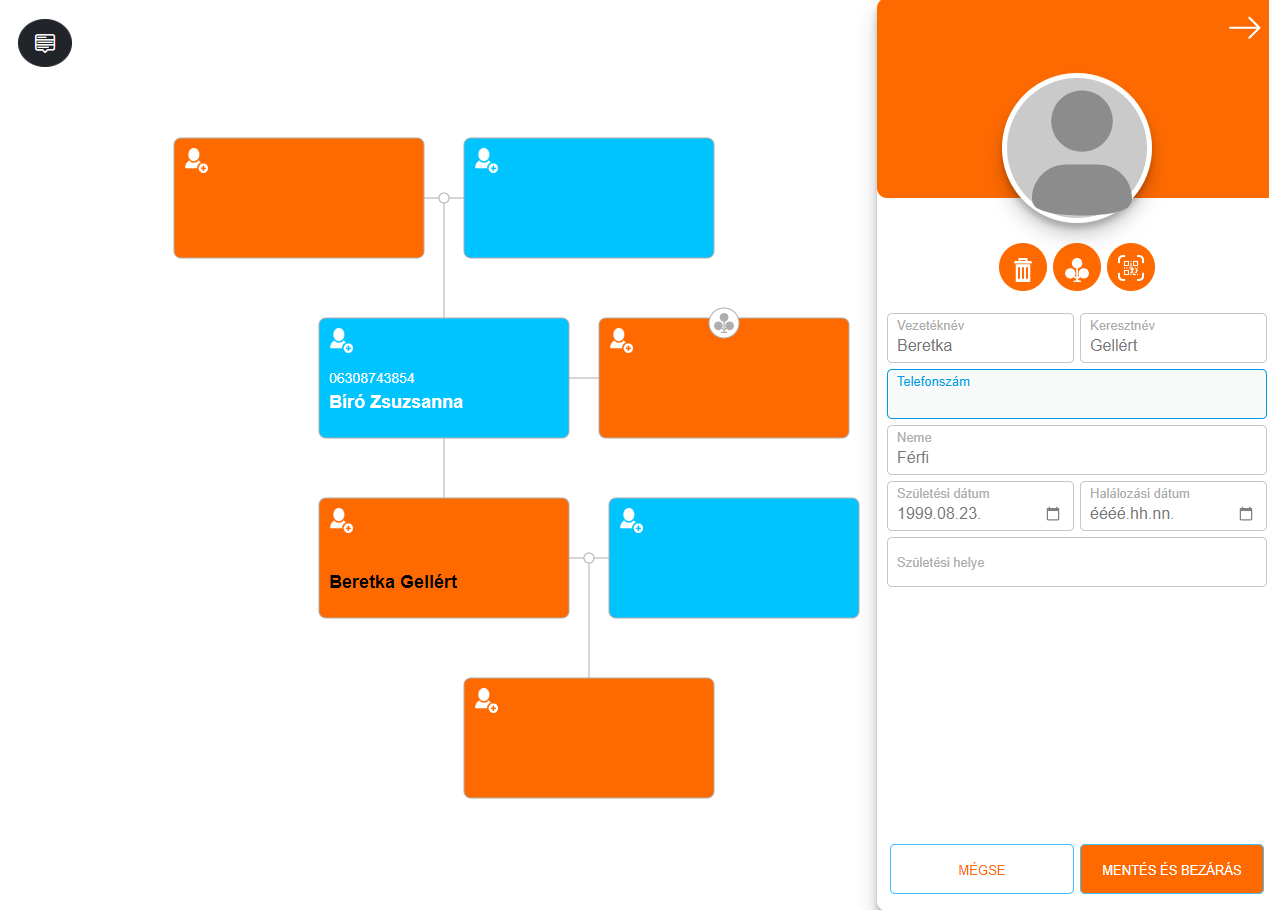 06308743854
Bíró Zsuzsanna
Beretka Gellért
Vezetéknév
Beretka
Keresztnév
Gellért
Telefonszám
Neme
Férfi
Születési dátum
1999.08.23.
Halálozási dátum
éééé.hh.nn.
Születési helye
MÉGSE
MENTÉS ÉS BEZÁRÁS